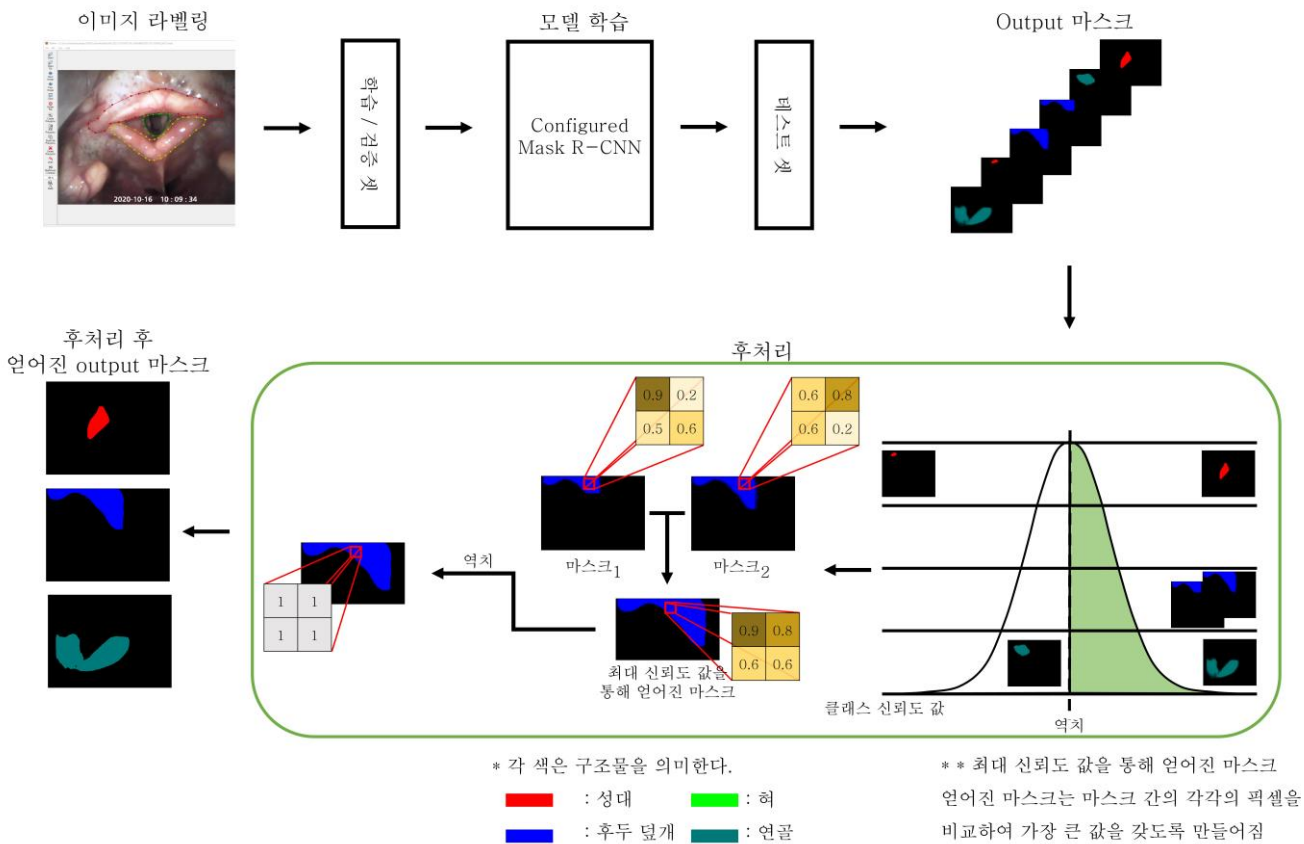 이미지 라벨링
모델 학습
Output 마스크
2020-10-16 10 : 09 : 34
학습 / 검증 셋
Configured
Mask R-CNN
테스트 셋
후처리 후
얻어진 output 마스크
후처리
0.9 0.2
0.5 0.6
0.6 0.8
0.6 0.2
마스크1
마스크2
역치
1 1
1 1
0.9 0.8
0.6 0.6
최대 신뢰도 값을
통해 얻어진 마스크
클래스 신뢰도 값
역치
* 각 색은 구조물을 의미한다.
: 성대
: 혀
: 후두 덮개
: 연골
* * 최대 신뢰도 값을 통해 얻어진 마스크
얻어진 마스크는 마스크 간의 각각의 픽셀을
비교하여 가장 큰 값을 갖도록 만들어짐